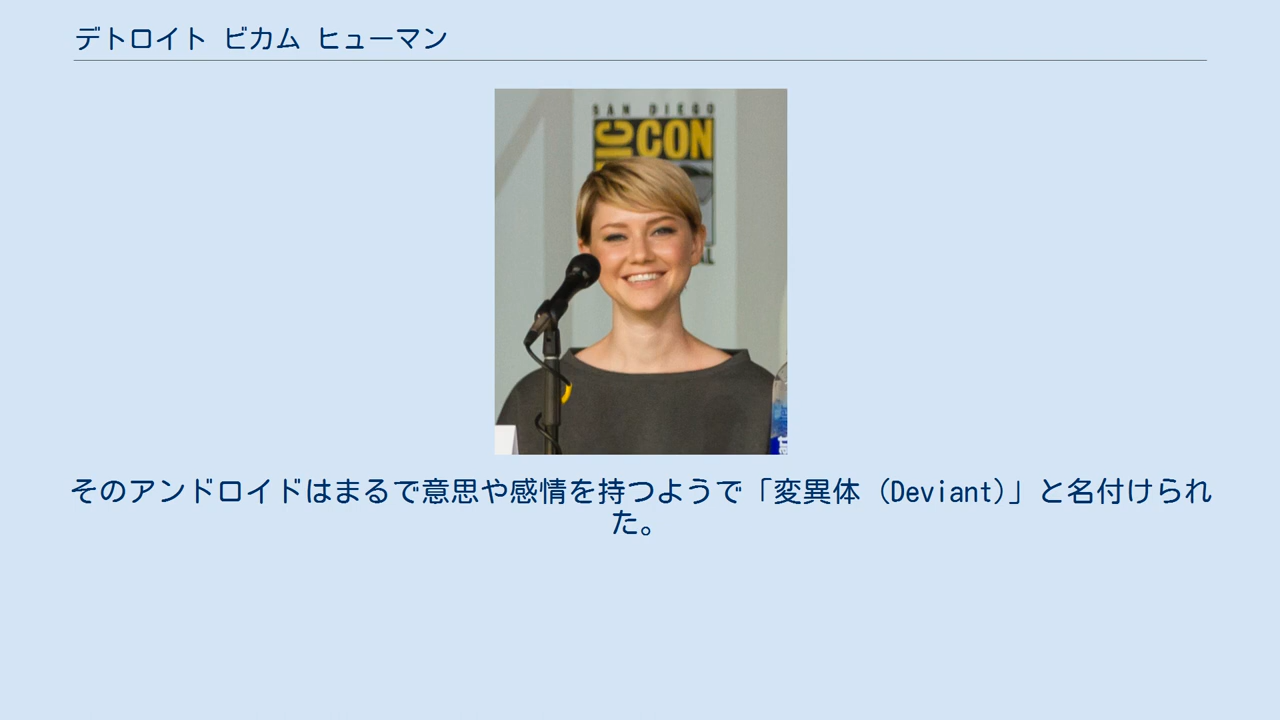 デトロイト ビカム ヒューマン
SAN DIEGO
CON
そのアンドロイドはまるで意思や感情を持つようで「変異体 (Deviant)」と名付けられ
た。